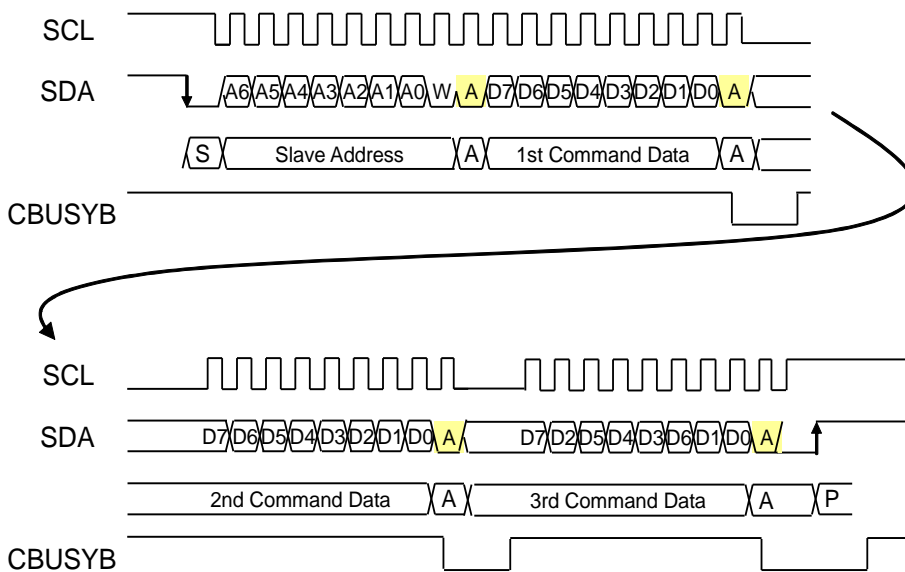 SCL
SDA A6 A5 A4 A3 A2 A1 A0 W A D7 D6 D5 D4 D3 D2 D1 D0 A
S Slave Address A 1st Command Data A
CBUSYB
SCL
SDA D7 D6 D5 D4 D3 D2 D1 D0 A D7 D2 D5 D4 D3 D6 D1 D0 A
2nd Command Data A 3rd Command Data A P
CBUSYB